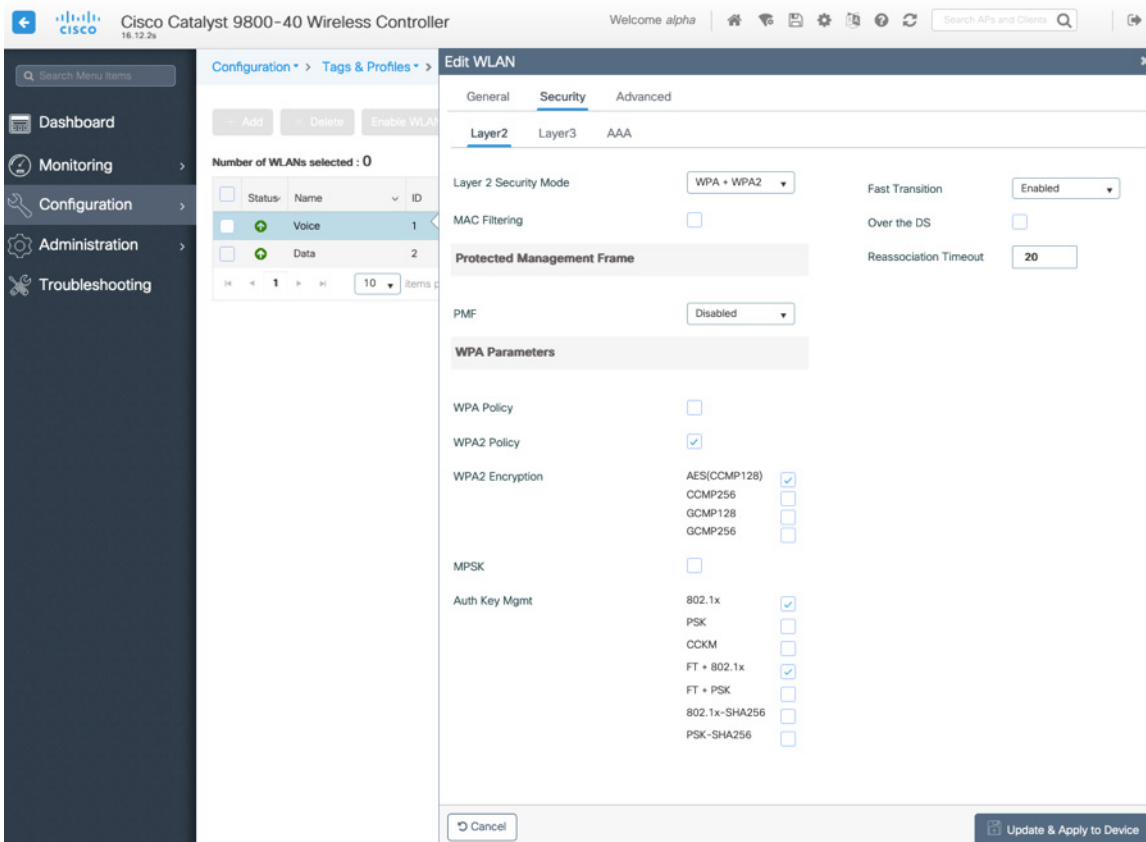 cisco
Cisco Catalyst 9800-40 Wireless Controller
16.12.2s
Welcome alpha
Search APs and Clients
Search Menu Items
Dashboard
Monitoring
Configuration
Administration
Troubleshooting
Configuration > Tags & Profiles >
Add Delete Enable WLAN
Number of WLANs selected : 0
Status Name ID
Voice 1
Data 2
1 10 items
Edit WLAN
General Security Advanced
Layer2 Layer3 AAA
Layer 2 Security Mode WPA + WPA2
MAC Filtering
Protected Management Frame
PMF Disabled
WPA Parameters
WPA Policy
WPA2 Policy
WPA2 Encryption AES(CCMP128)
CCMP256
GCMP128
GCMP256
MPSK
Auth Key Mgmt 802.1x
PSK
CCKM
FT + 802.1x
FT + PSK
802.1x-SHA256
PSK-SHA256
Fast Transition Enabled
Over the DS
Reassociation Timeout 20
Cancel
Update & Apply to Device